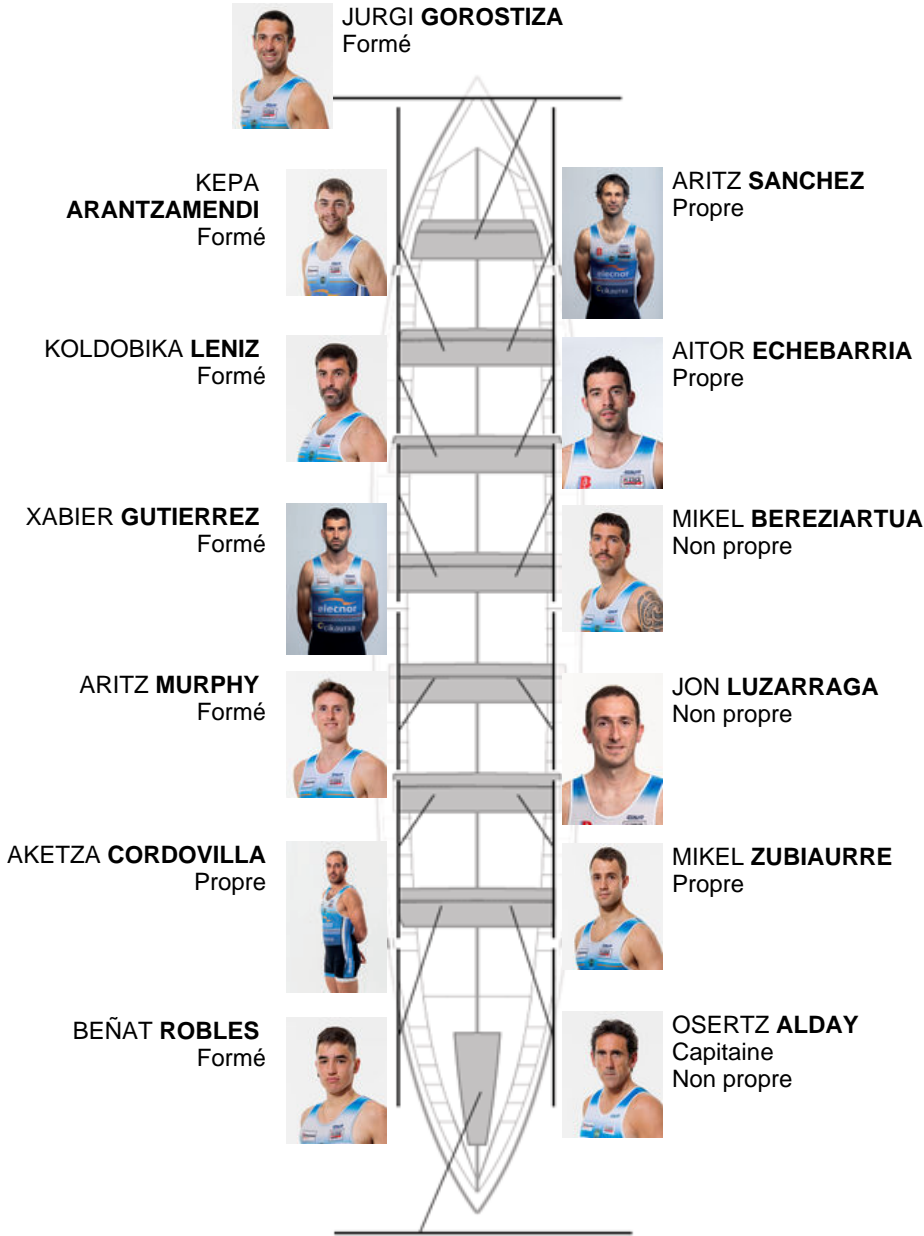 JURGI GOROSTIZA
Formé
KEPA
ARANTZAMENDI
Formé
ARITZ SANCHEZ
Propre
KOLDOBIKA LENIZ
Formé
AITOR ECHEBARRIA
Propre
XABIER GUTIERREZ
Formé
elecnor
cikautxo
MIKEL BEREZIARTUA
Non propre
ARITZ MURPHY
Formé
JON LUZARRAGA
Non propre
AKETZA CORDOVILLA
Propre
MIKEL ZUBIAURRE
Propre
BEÑAT ROBLES
Formé
OSERTZ ALDAY
Capitaine
Non propre